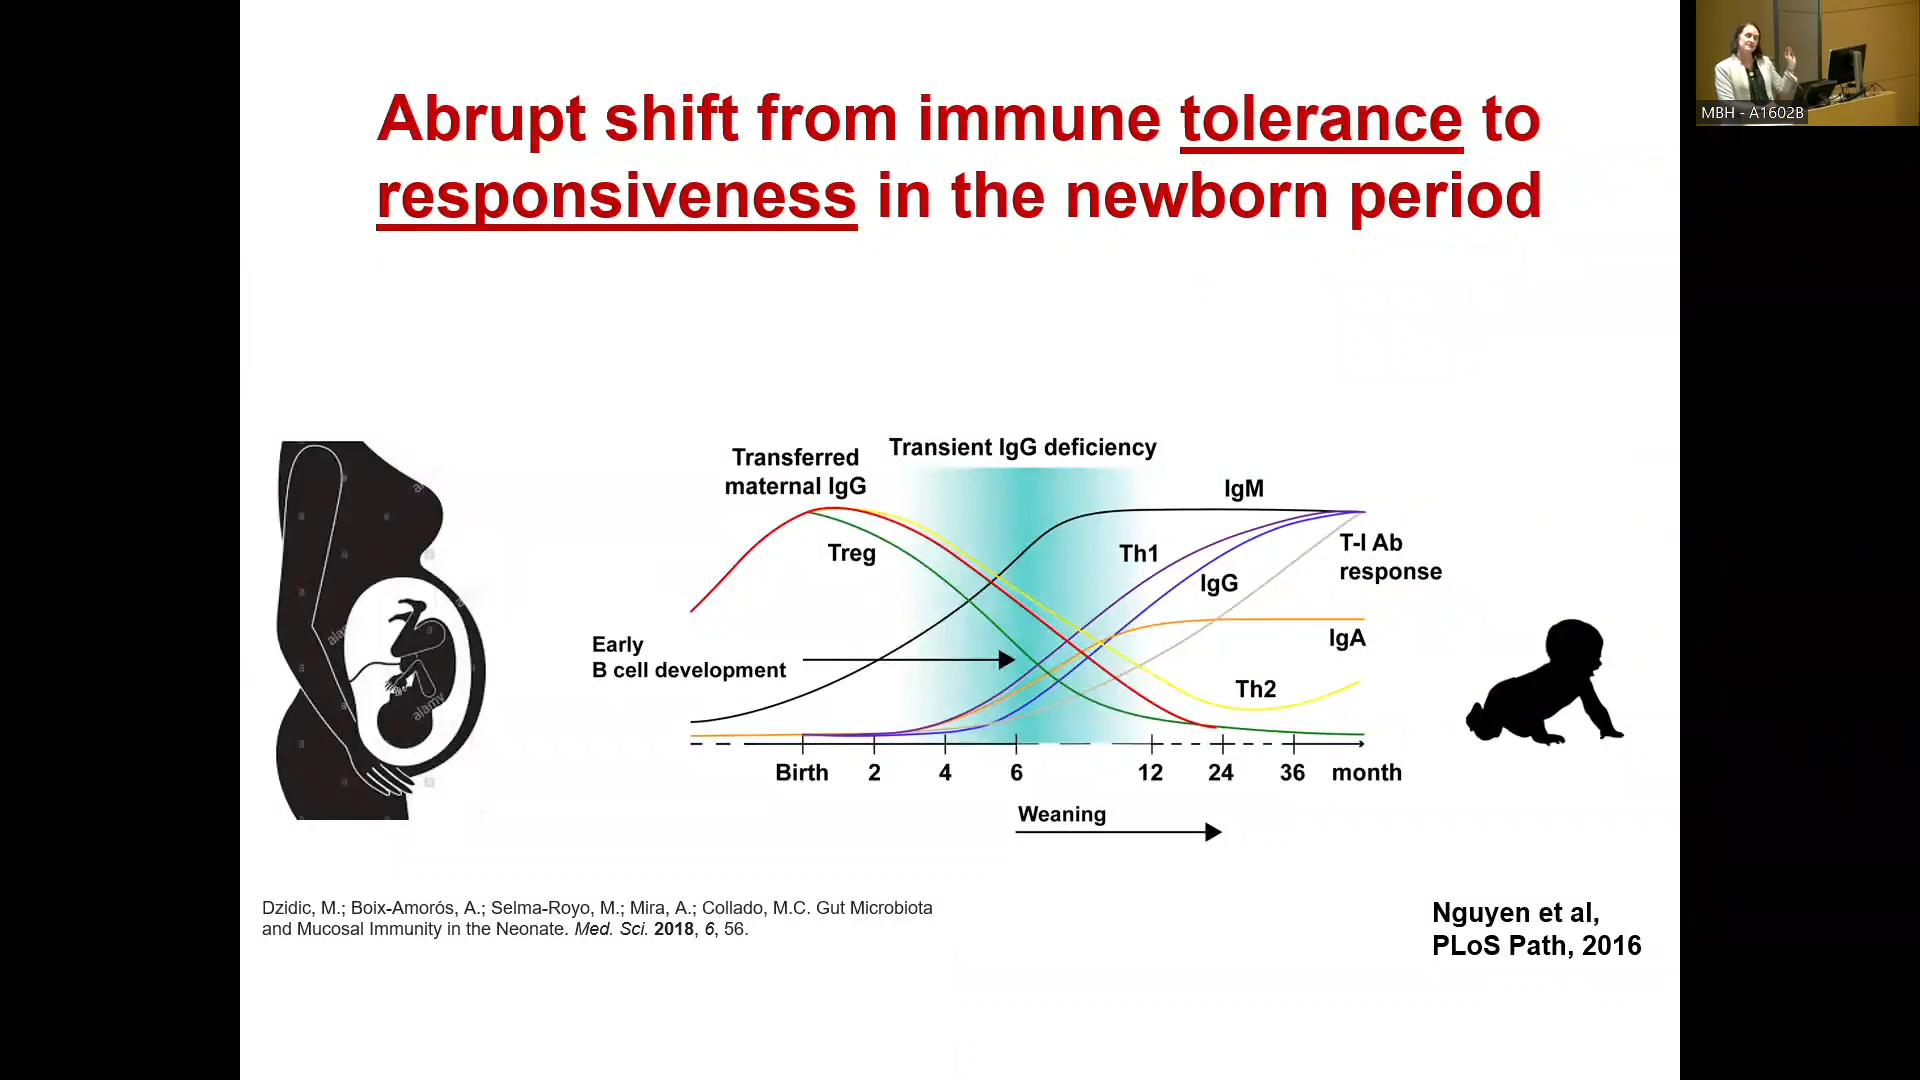 Abrupt shift from immune tolerance to
responsiveness in the newborn period
MBH - A1602B
Transferred
maternal IgG
Transient IgG deficiency
IgM
Treg
Th1
T-I Ab
response
IgG
Early
B cell development
IgA
Th2
Birth 2 4 6 12 24 36 month
Weaning
alamy
Dzidic, M.; Boix-Amorós, A.; Selma-Royo, M.; Mira, A.; Collado, M.C. Gut Microbiota
and Mucosal Immunity in the Neonate. Med. Sci. 2018, 6, 56.
Nguyen et al,
PLoS Path, 2016